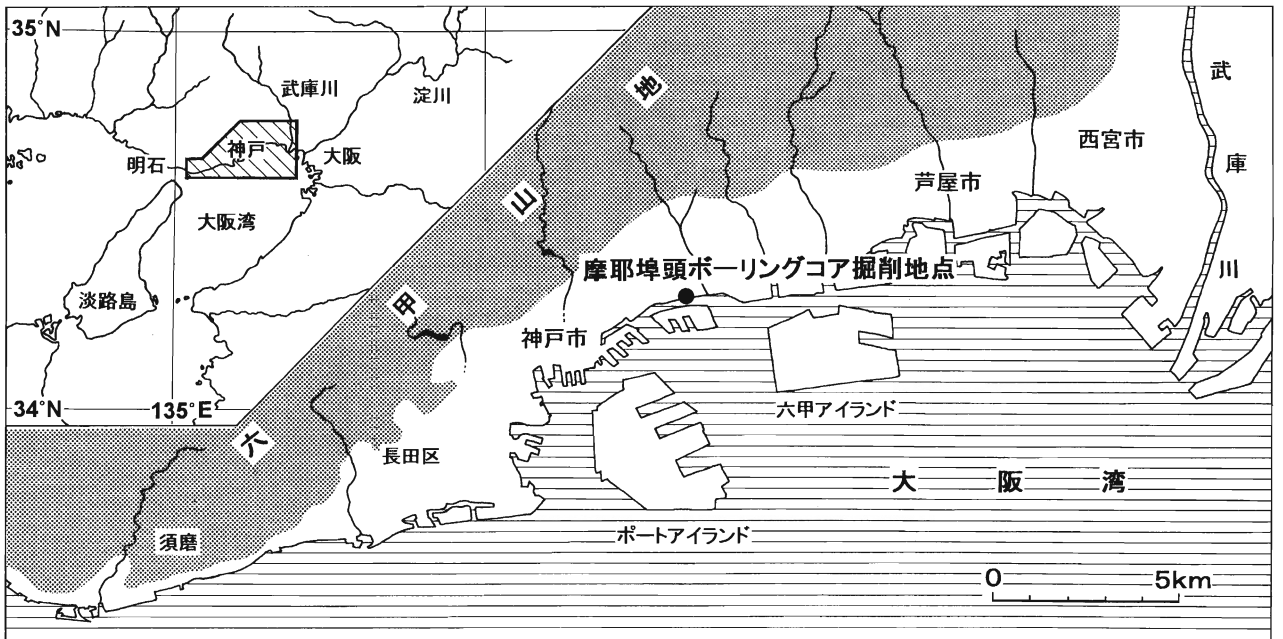 35°N
武庫川
淀川
神戸
明石
大阪
大阪湾
淡路島
34°N
135°E
六甲山地
武庫川
西宮市
芦屋市
摩耶埠頭ボーリングコア掘削地点
神戸市
六甲アイランド
長田区
大阪湾
ポートアイランド
須磨
0 5km